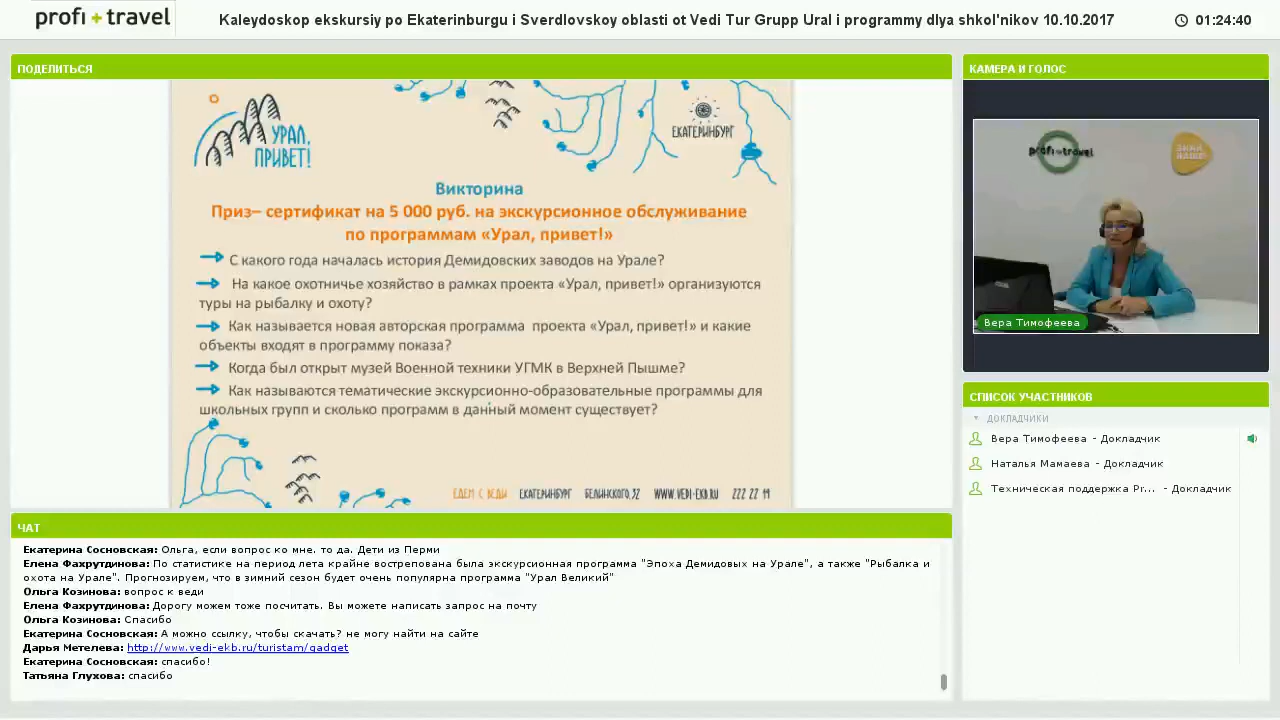 profi + travel
Kaleydoskop ekskursiy po Ekaterinburgu i Sverdlovskoy oblasti ot Vedi Tur Grupp Ural i programmy dlya shkol'nikov 10.10.2017
01:24:40
ПОДЕЛИТЬСЯ
УРАЛ,
ПРИВЕТ!
ЕКАТЕРИНБУРГ
Викторина
Приз– сертификат на 5 000 руб. на экскурсионное обслуживание
по программам «Урал, привет!»
С какого года началась история Демидовских заводов на Урале?
На какое охотничье хозяйство в рамках проекта «Урал, привет!» организуются
туры на рыбалку и охоту?
Как называется новая авторская программа проекта «Урал, привет!» и какие
объекты входят в программу показа?
Когда был открыт музей Военной техники УГМК в Верхней Пышме?
Как называются тематические экскурсионно-образовательные программы для
школьных групп и сколько программ в данный момент существует?
ЕДЕМ С ВЕДИ ЕКАТЕРИНБУРГ БЕЛИНСКОГО, 32 WWW.VEDI-EKB.RU 222 22 19
КАМЕРА И ГОЛОС
profi travel
ЗНАЙ
НАШЕ!
Вера Тимофеева
СПИСОК УЧАСТНИКОВ
ДОКЛАДЧИКИ
Вера Тимофеева - Докладчик
Наталья Мамаева - Докладчик
Техническая поддержка Pr... - Докладчик
ЧАТ
Екатерина Сосновская: Ольга, если вопрос ко мне. то да. Дети из Перми
Елена Фахрутдинова: По статистике на период лета крайне вострепована была экскурсионная программа "Эпоха Демидовых на Урале", а также "Рыбалка и
охота на Урале". Прогнозируем, что в зимний сезон будет очень популярна программа "Урал Великий"
Ольга Козинова: вопрос к веди
Елена Фахрутдинова: Дорогу можем тоже посчитать. Вы можете написать запрос на почту
Ольга Козинова: Спасибо
Екатерина Сосновская: А можно ссылку, чтобы скачать? не могу найти на сайте
Дарья Метелева: http://www.vedi-ekb.ru/turistam/gadget
Екатерина Сосновская: спасибо!
Татьяна Глухова: спасибо